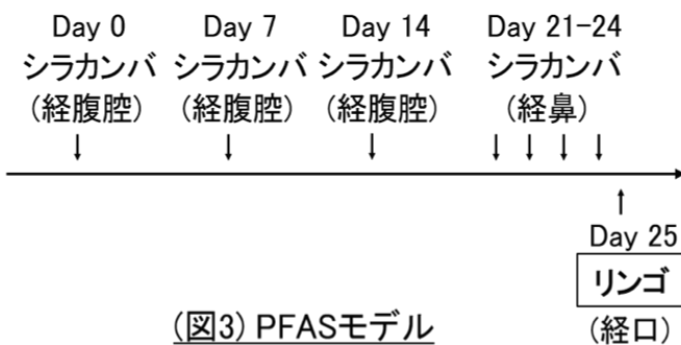 Day 0 Day 7 Day 14 Day 21-24
シラカンバ シラカンバ シラカンバ シラカンバ
(経腹腔) (経腹腔) (経腹腔) (経鼻)
Day 25
リンゴ
(経口)
(図3) PFASモデル